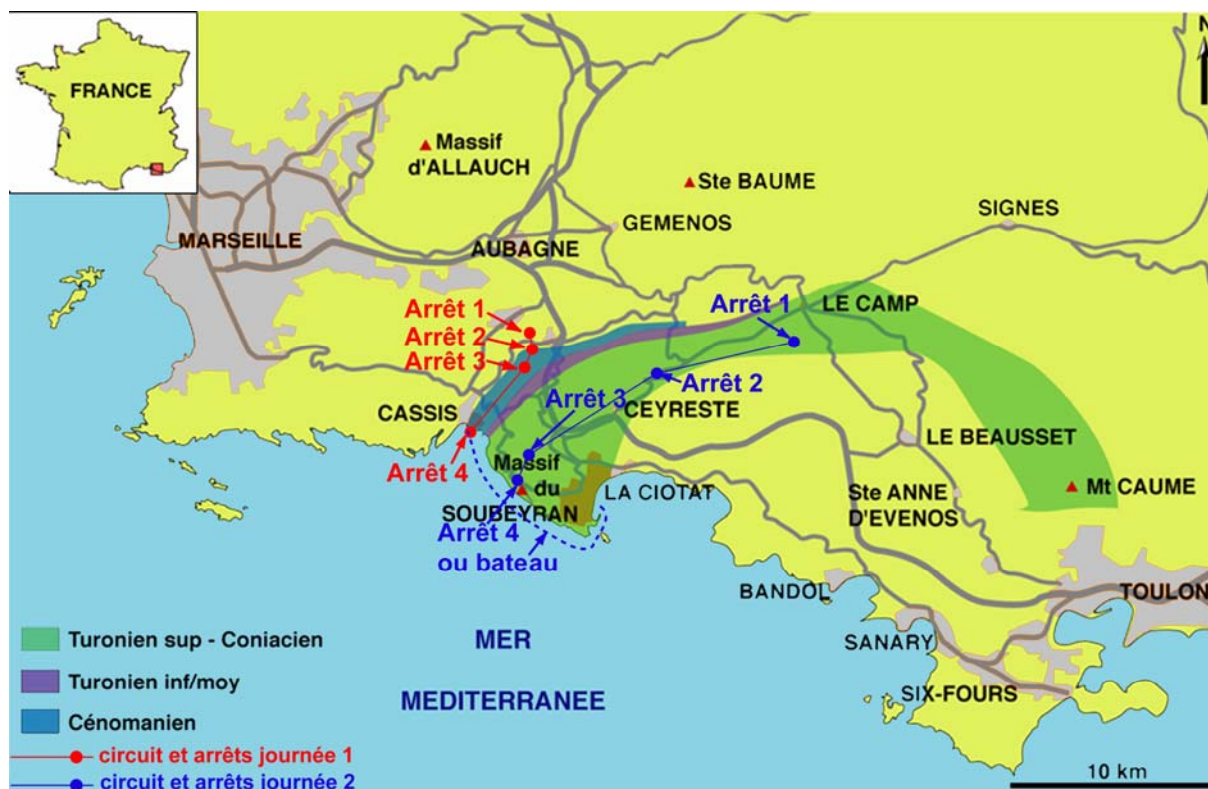 FRANCE
N
Massif
d'ALLAUCH
Ste BAUME
SIGNES
GEMENOS
MARSEILLE
AUBAGNE
Arrêt 1
Arrêt 1
LE CAMP
Arrêt 2
Arrêt 3
Arrêt 2
Arrêt 3
CASSIS
CEYRESTE
LE BEAUSSET
Arrêt 4
Massif
du
SOUBEYRAN
LA CIOTAT
Ste ANNE
D'EVENOS
Mt CAUME
Arrêt 4
ou bateau
BANDOL
TOULON
SANARY
SIX-FOURS
MER
MEDITERRANEE
Turonien sup - Coniacien
Turonien inf/moy
Cénomanien
circuit et arrêts journée 1
circuit et arrêts journée 2
10 km